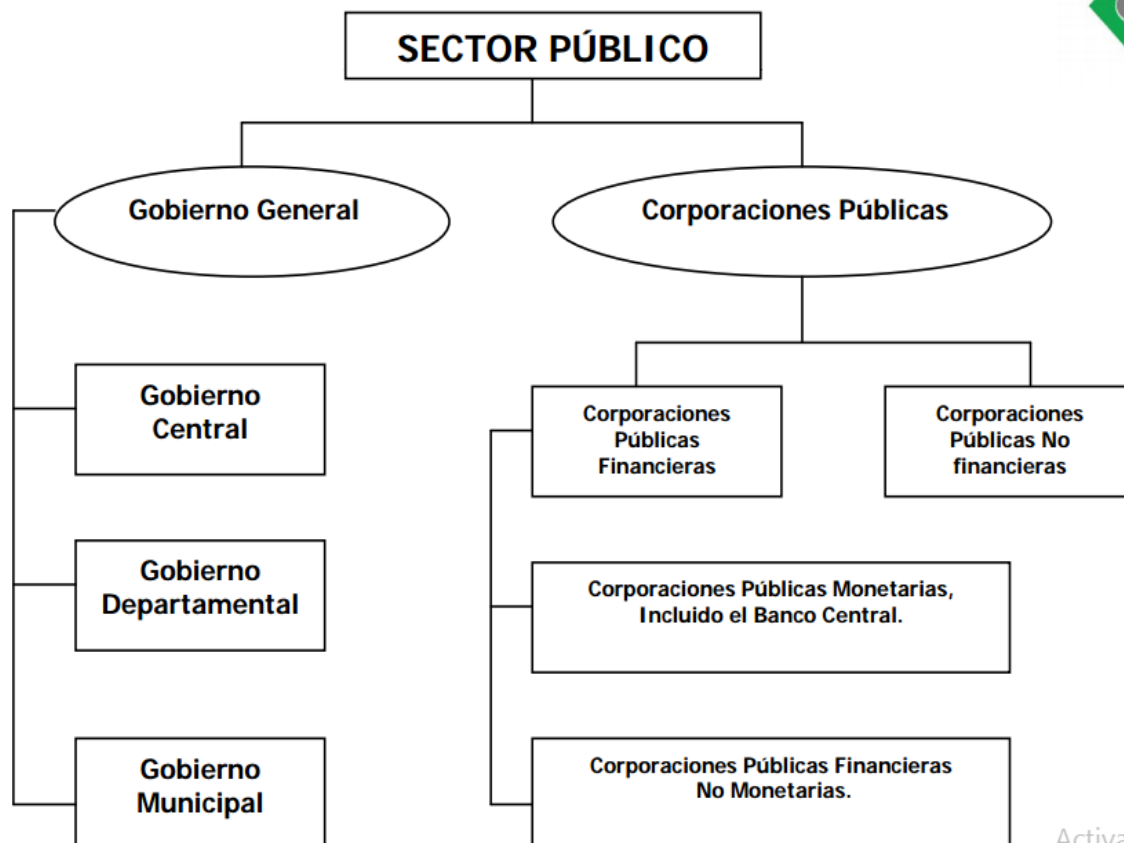 SECTOR PÚBLICO
Gobierno General
Corporaciones Públicas
Gobierno
Central
Corporaciones
Públicas
Financieras
Corporaciones
Públicas No
financieras
Gobierno
Departamental
Corporaciones Públicas Monetarias,
Incluido el Banco Central.
Gobierno
Municipal
Corporaciones Públicas Financieras
No Monetarias.
Activa